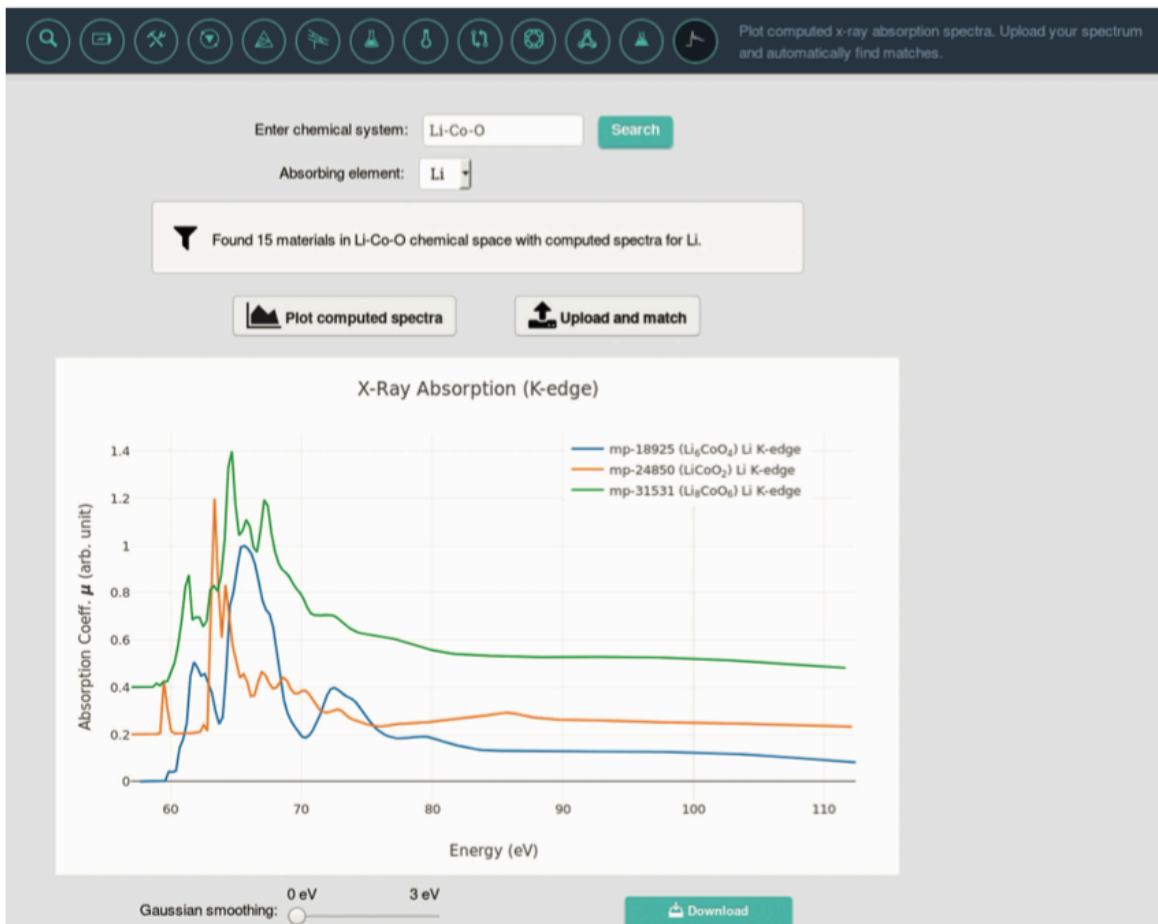 Plot computed x-ray absorption spectra. Upload your spectrum
and automatically find matches.
Enter chemical system: Li-Co-O Search
Absorbing element: Li
Found 15 materials in Li-Co-O chemical space with computed spectra for Li.
Plot computed spectra Upload and match
X-Ray Absorption (K-edge)
mp-18925 (Li₆CoO₄) Li K-edge
mp-24850 (LiCoO₂) Li K-edge
mp-31531 (Li₈CoO₆) Li K-edge
Absorption Coeff. μ (arb. unit)
1.4
1.2
1
0.8
0.6
0.4
0.2
0
60 70 80 90 100 110
Energy (eV)
0 eV 3 eV
Gaussian smoothing:
Download